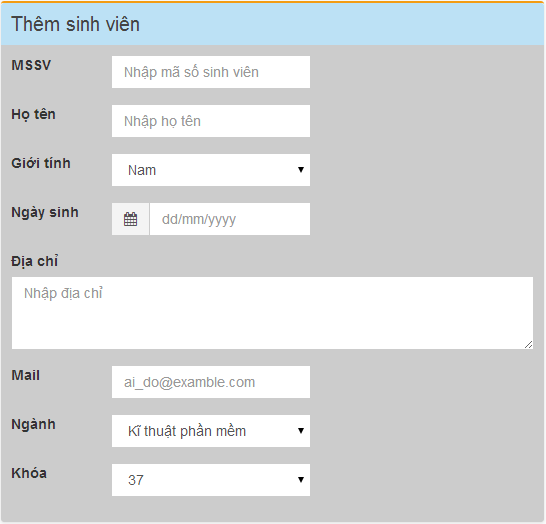 Thêm sinh viên
MSSV
Nhập mã số sinh viên
Họ tên
Nhập họ tên
Giới tính
Nam
Ngày sinh
dd/mm/yyyy
Địa chỉ
Nhập địa chỉ
Mail
ai_do@examble.com
Ngành
Kĩ thuật phần mềm
Khóa
37